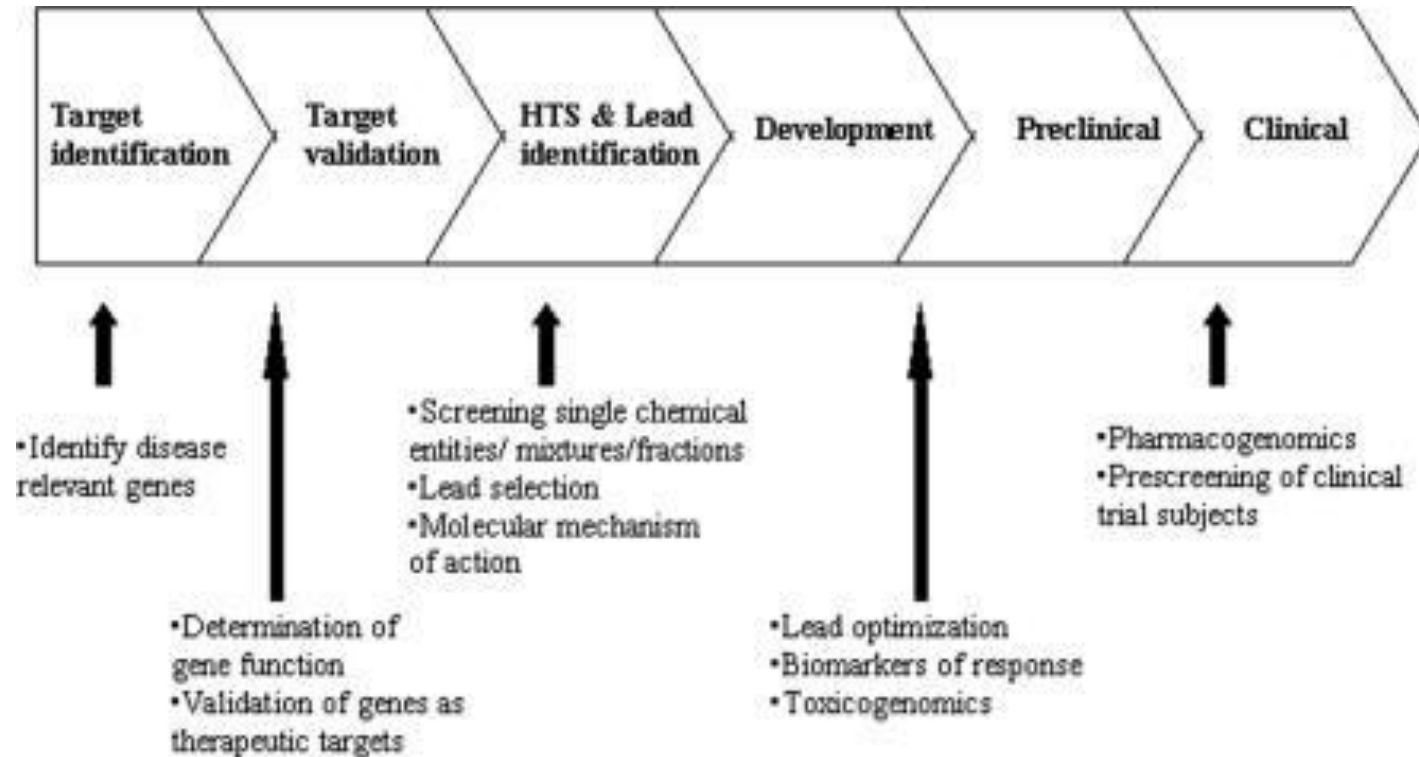 Target
identification
Target
validation
HTS & Lead
identification
Development
Preclinical
Clinical
•Identify disease
relevant genes
•Determination of
gene function
•Validation of genes as
therapeutic targets
•Screening single chemical
entities/ mixtures/fractions
•Lead selection
•Molecular mechanism
of action
•Lead optimization
•Biomarkers of response
•Toxicogenomics
•Pharmacogenomics
•Prescreening of clinical
trial subjects